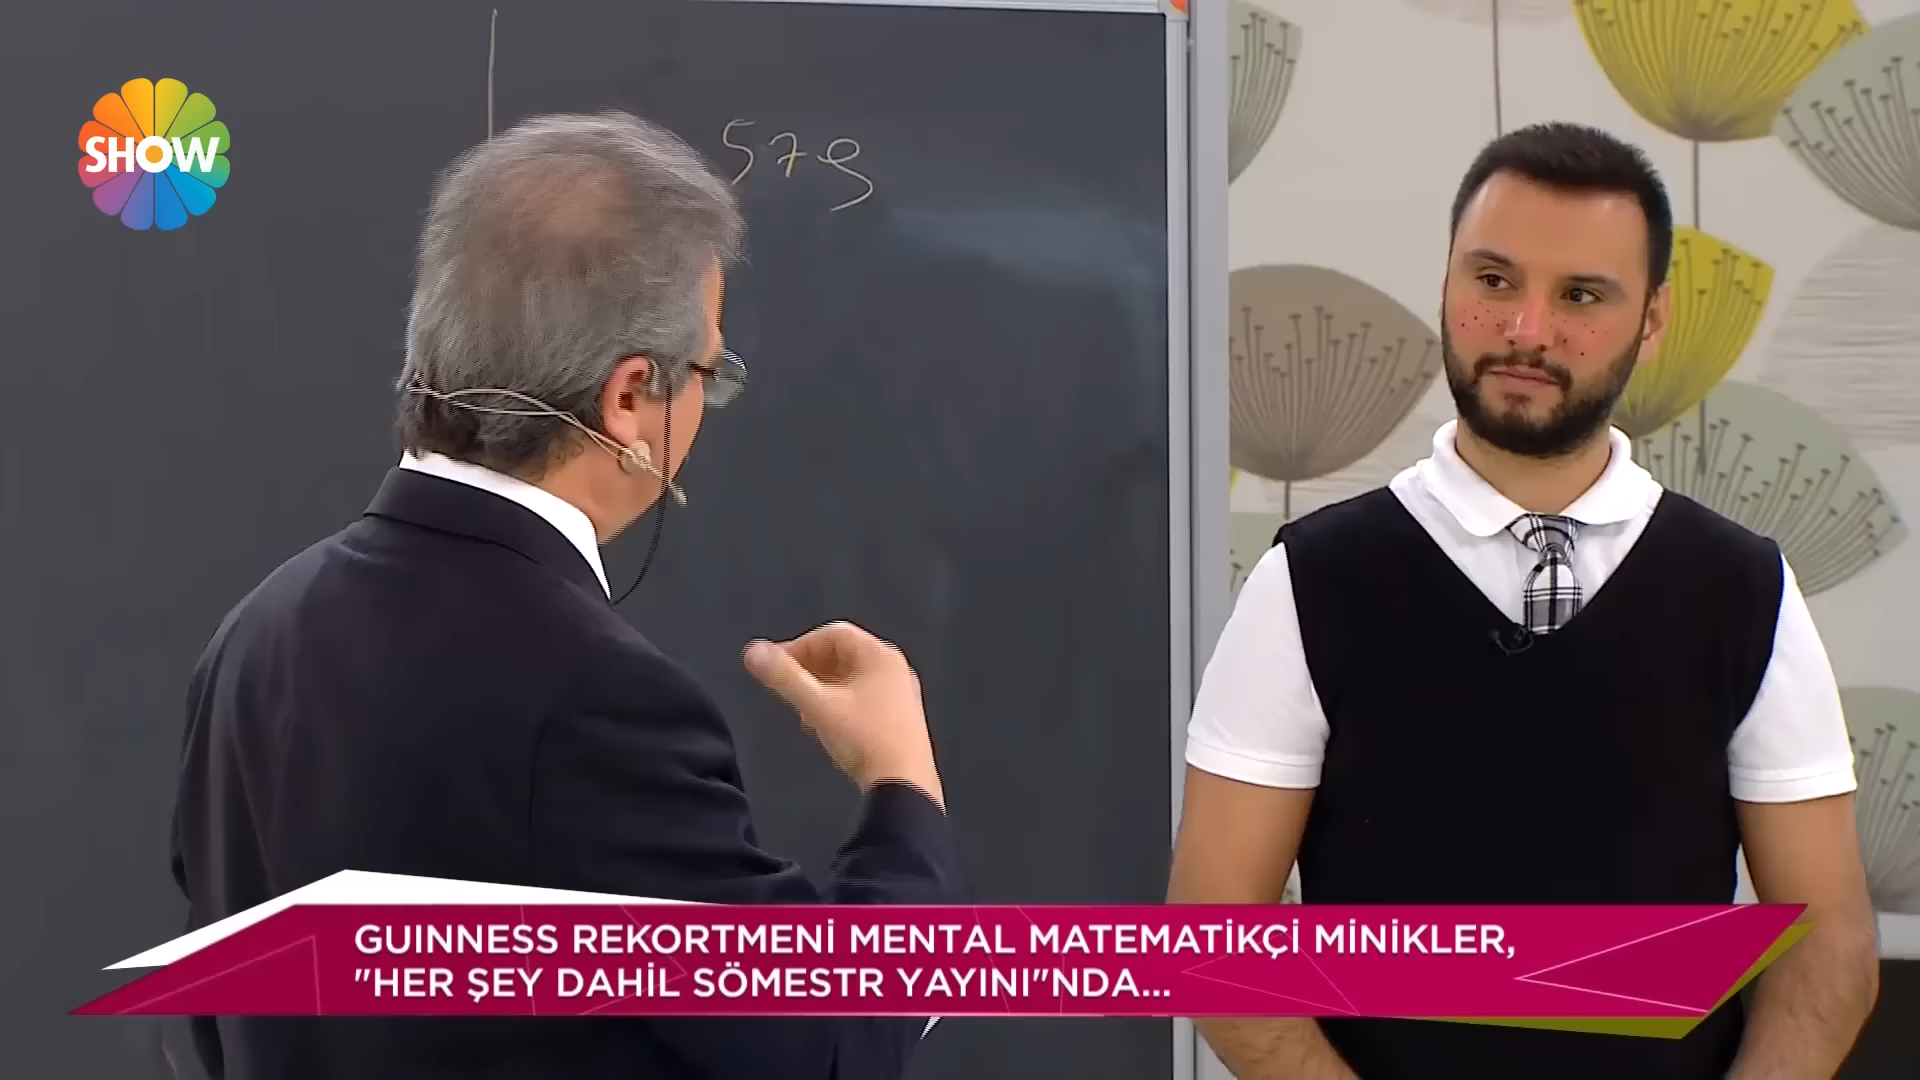 SHOW
579
GUINNESS REKORTMENİ MENTAL MATEMATİKÇİ MİNİKLER,
"HER ŞEY DAHİL SÖMESTR YAYINI"NDA...